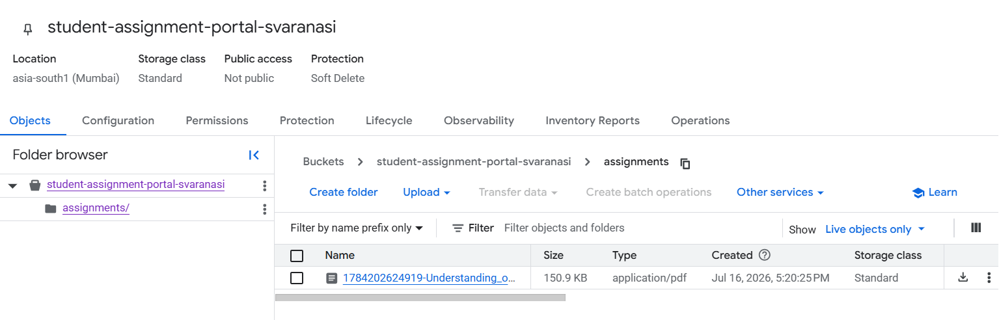 student-assignment-portal-svaranasi
Location Storage class Public access Protection
asia-south1 (Mumbai) Standard Not public Soft Delete
Objects Configuration Permissions Protection Lifecycle Observability Inventory Reports Operations
Folder browser
student-assignment-portal-svaranasi
assignments/
Buckets > student-assignment-portal-svaranasi > assignments
Create folder Upload Transfer data Create batch operations Other services Learn
Filter by name prefix only Filter Filter objects and folders Show Live objects only
Name Size Type Created Storage class
1784202624919-Understanding_o... 150.9 KB application/pdf Jul 16, 2026, 5:20:25 PM Standard